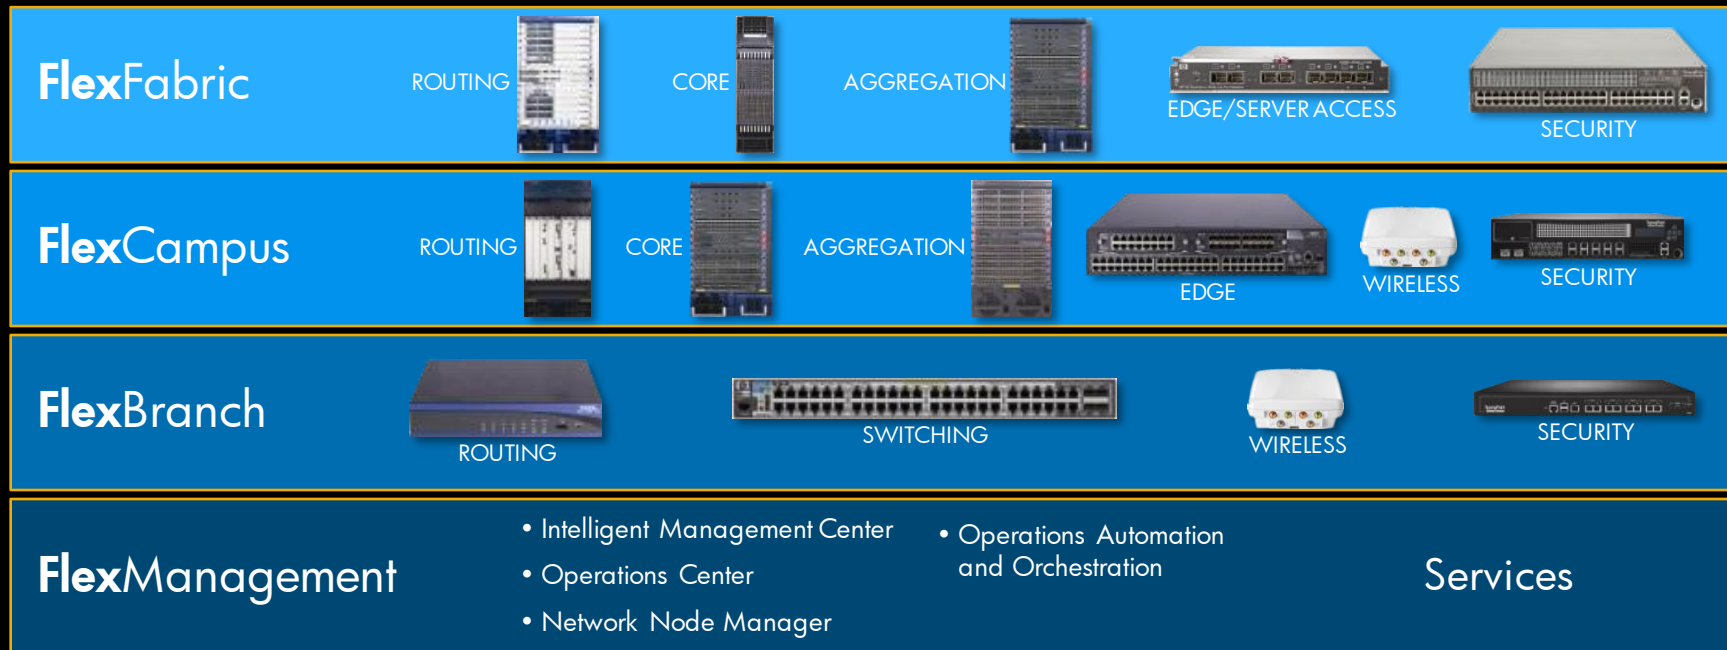 FlexFabric
ROUTING
CORE
AGGREGATION
EDGE/SERVER ACCESS
SECURITY
FlexCampus
ROUTING
CORE
AGGREGATION
EDGE
WIRELESS
SECURITY
FlexBranch
ROUTING
SWITCHING
WIRELESS
SECURITY
FlexManagement
• Intelligent Management Center
• Operations Center
• Network Node Manager
• Operations Automation
and Orchestration
Services